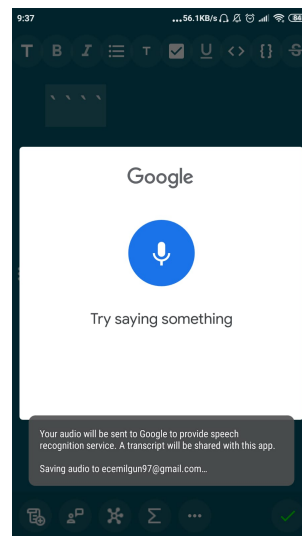 9:37
...56.1KB/s
84
T B I T U <> {} S
` ` ` `
Google
Try saying something
Your audio will be sent to Google to provide speech
recognition service. A transcript will be shared with this app.
Saving audio to ecemilgun97@gmail.com...
Σ ...